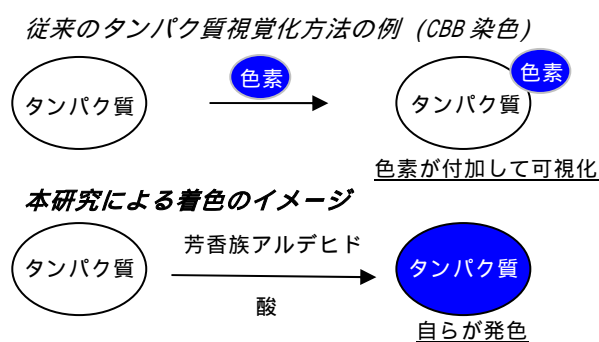 従来のタンパク質視覚化方法の例 (CBB 染色)
色素
色素
タンパク質
タンパク質
色素が付加して可視化
本研究による着色のイメージ
芳香族アルデヒド
タンパク質
タンパク質
酸
自らが発色